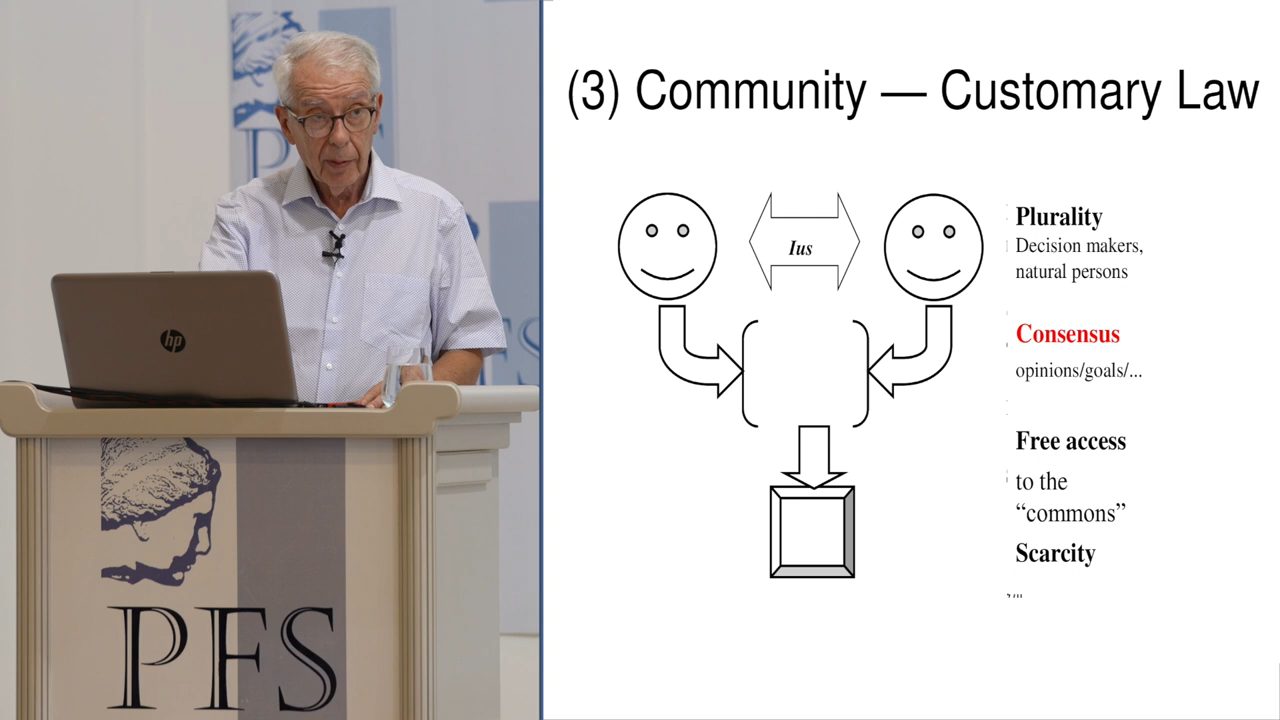 PFS
hp
PFS
(3) Community — Customary Law
Ius
Plurality
Decision makers,
natural persons
Consensus
opinions/goals/...
Free access
to the
“commons”
Scarcity